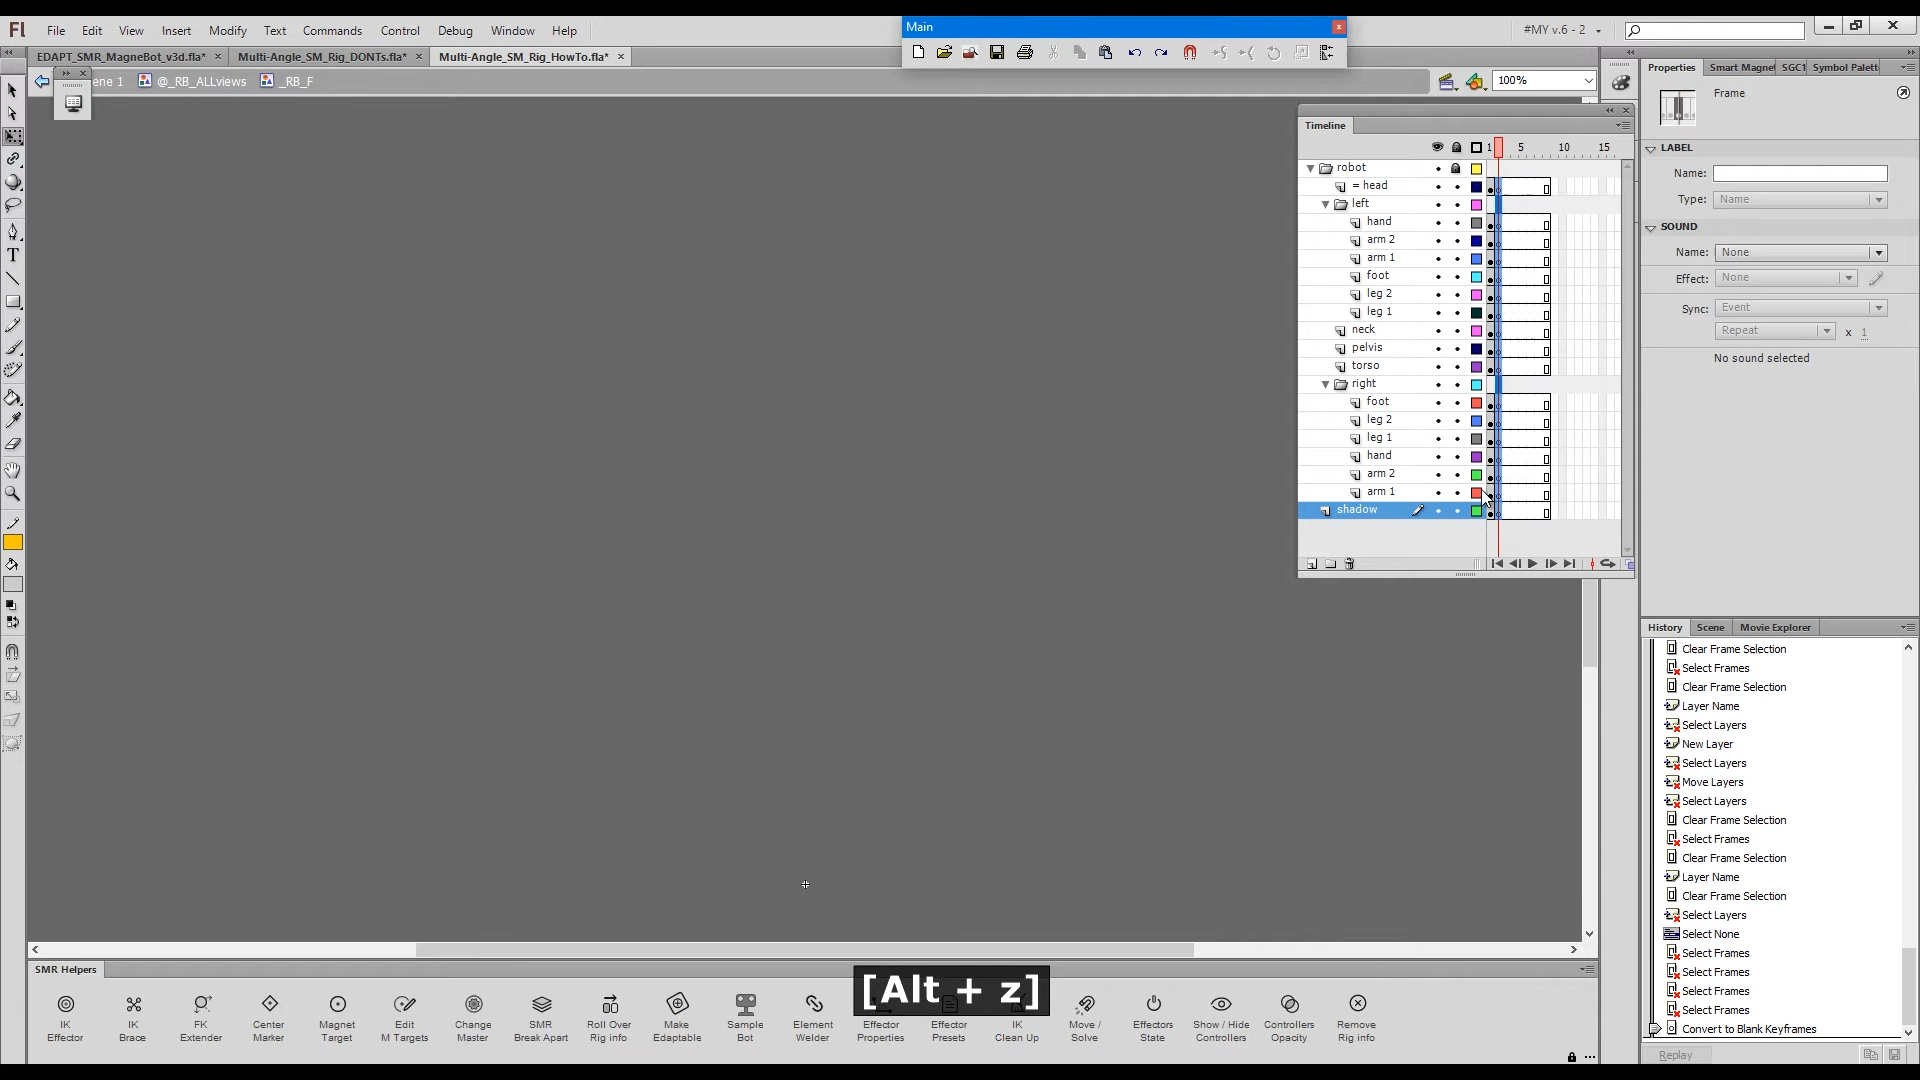 Main
Fl File Edit View Insert Modify Text Commands Control Debug Window Help #MY v.6 - 2
EDAPT_SMR_MagneBot_v3d.fla* Multi-Angle_SM_Rig_DONTs.fla* Multi-Angle_SM_Rig_HowTo.fla*
ene 1 @_RB_ALLviews _RB_F 100%
Timeline
1 5 10 15
robot
= head
left
hand
arm 2
arm 1
foot
leg 2
leg 1
neck
pelvis
torso
right
foot
leg 2
leg 1
hand
arm 2
arm 1
shadow
Properties Smart Magnet SGC1 Symbol Palett
Frame
LABEL
Name:
Type: Name
SOUND
Name: None
Effect: None
Sync: Event
Repeat x 1
No sound selected
History Scene Movie Explorer
Clear Frame Selection
Select Frames
Clear Frame Selection
Layer Name
Select Layers
New Layer
Select Layers
Move Layers
Select Layers
Clear Frame Selection
Select Frames
Clear Frame Selection
Layer Name
Clear Frame Selection
Select Layers
Select None
Select Frames
Select Frames
Select Frames
Select Frames
Convert to Blank Keyframes
Replay
SMR Helpers
[Alt + z]
IK Effector
IK Brace
FK Extender
Center Marker
Magnet Target
Edit M Targets
Change Master
SMR Break Apart
Roll Over Rig info
Make Edaptable
Sample Bot
Element Welder
Effector Properties
Effector Presets
IK Clean Up
Move / Solve
Effectors State
Show / Hide Controllers
Controllers Opacity
Remove Rig info